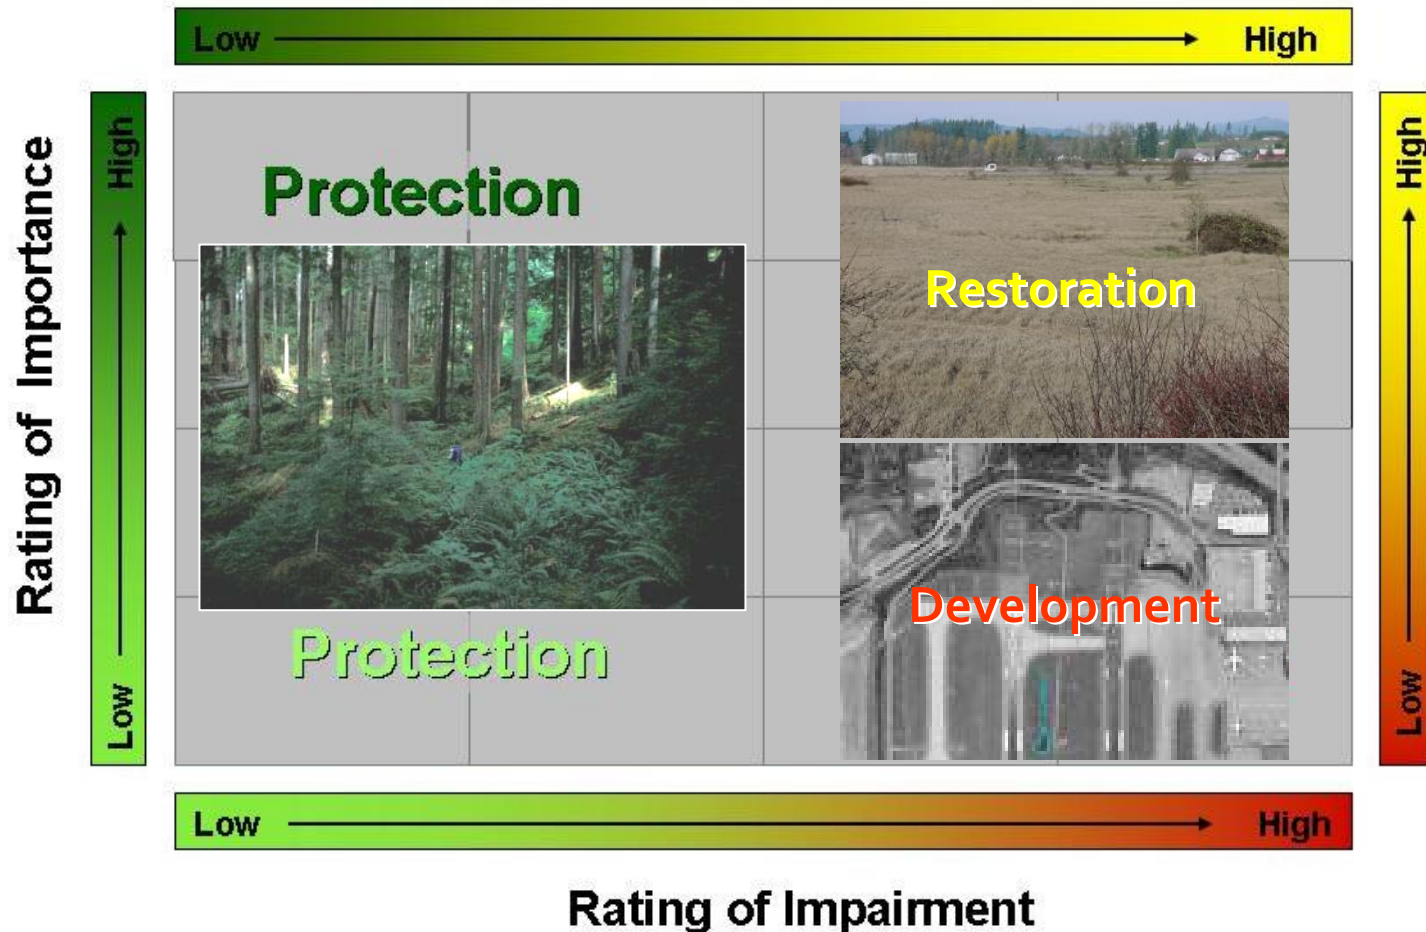 Low High
Rating of Importance
High
Low
Protection
Restoration
High
Low
Development
Protection
Low High
Rating of Impairment